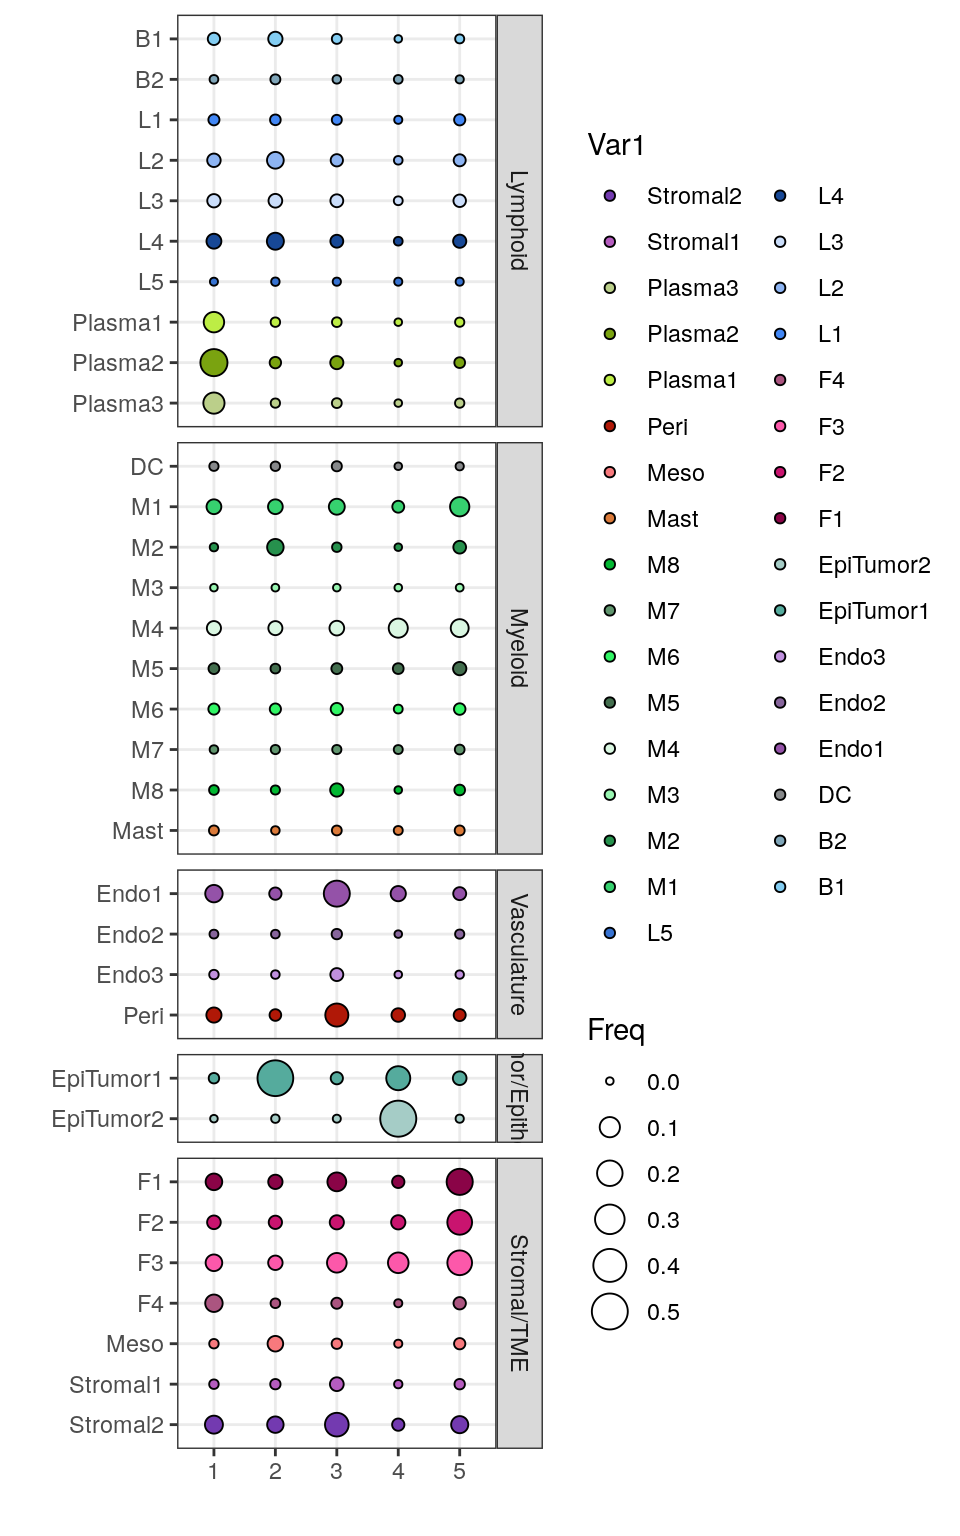 B1
B2
L1
L2
L3
L4
L5
Plasma1
Plasma2
Plasma3
Lymphoid
DC
M1
M2
M3
M4
M5
M6
M7
M8
Mast
Myeloid
Endo1
Endo2
Endo3
Peri
Vasculature
EpiTumor1
EpiTumor2
or/Epith
F1
F2
F3
F4
Meso
Stromal1
Stromal2
Stromal/TME
1 2 3 4 5
Var1
Stromal2
Stromal1
Plasma3
Plasma2
Plasma1
Peri
Meso
Mast
M8
M7
M6
M5
M4
M3
M2
M1
L5
L4
L3
L2
L1
F4
F3
F2
F1
EpiTumor2
EpiTumor1
Endo3
Endo2
Endo1
DC
B2
B1
Freq
0.0
0.1
0.2
0.3
0.4
0.5